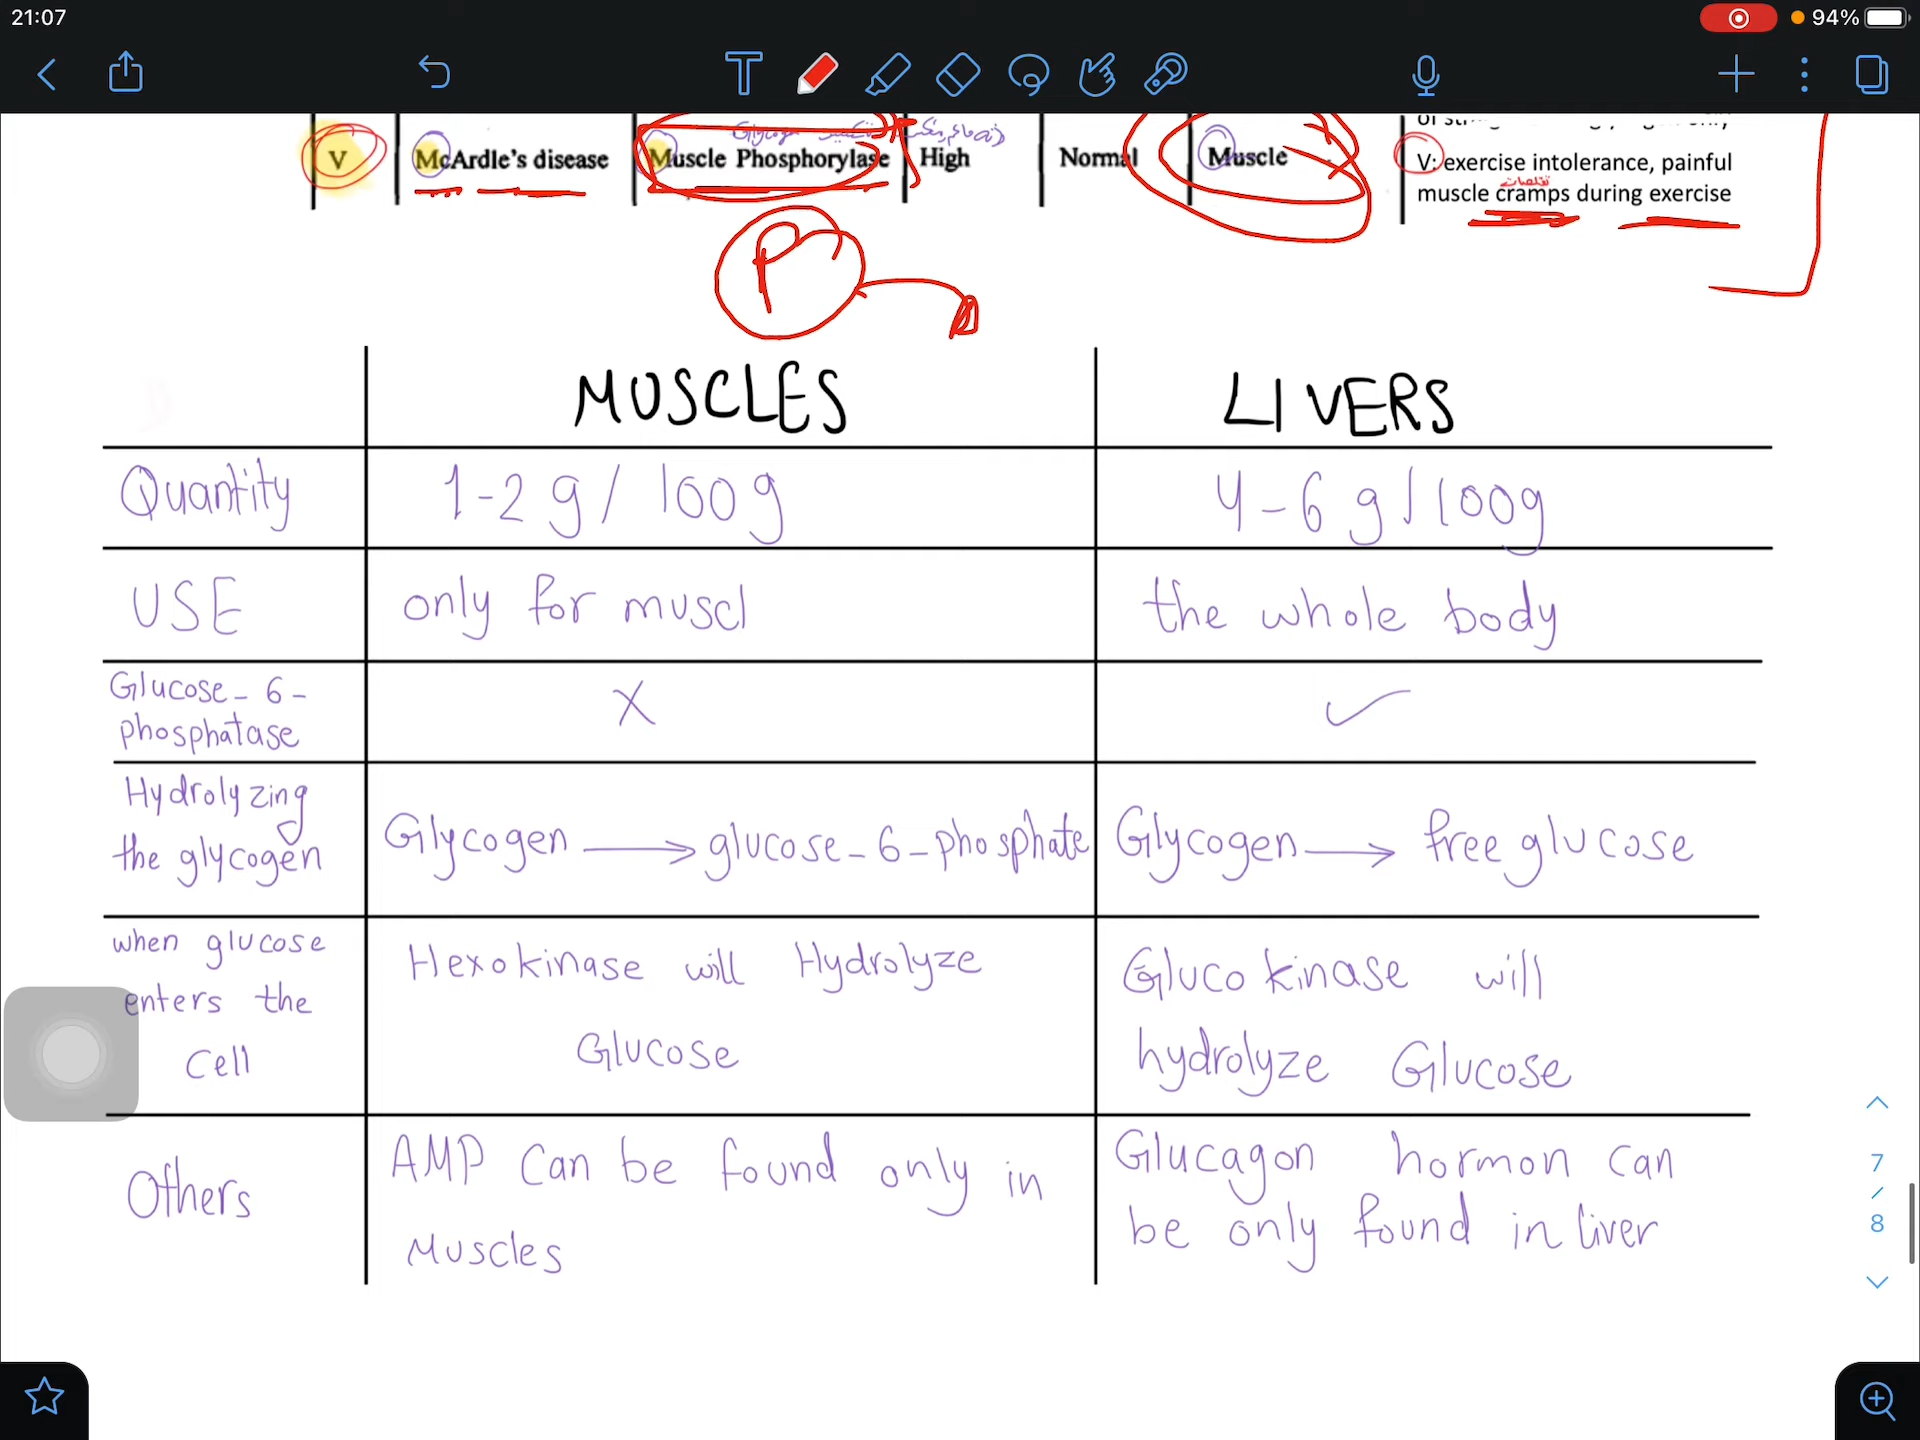 21:07
94%
V
McArdle's disease
Muscle Phosphorylase
High
Normal
Muscle
V: exercise intolerance, painful
تقلصات
muscle cramps during exercise
Glycogen
P
MUSCLES
LIVERS
Quantity
1-2 g/ 100g
4-6 g/100g
USE
only for muscl
the whole body
Glucose-6-
phosphatase
X
Hydrolyzing
the glycogen
Glycogen → glucose-6-phosphate
Glycogen → free glucose
when glucose
enters the
Cell
Hexokinase will Hydrolyze
Glucose
Glucokinase will
hydrolyze Glucose
Others
AMP Can be found only in
Muscles
Glucagon hormon can
be only found in liver
7
/
8